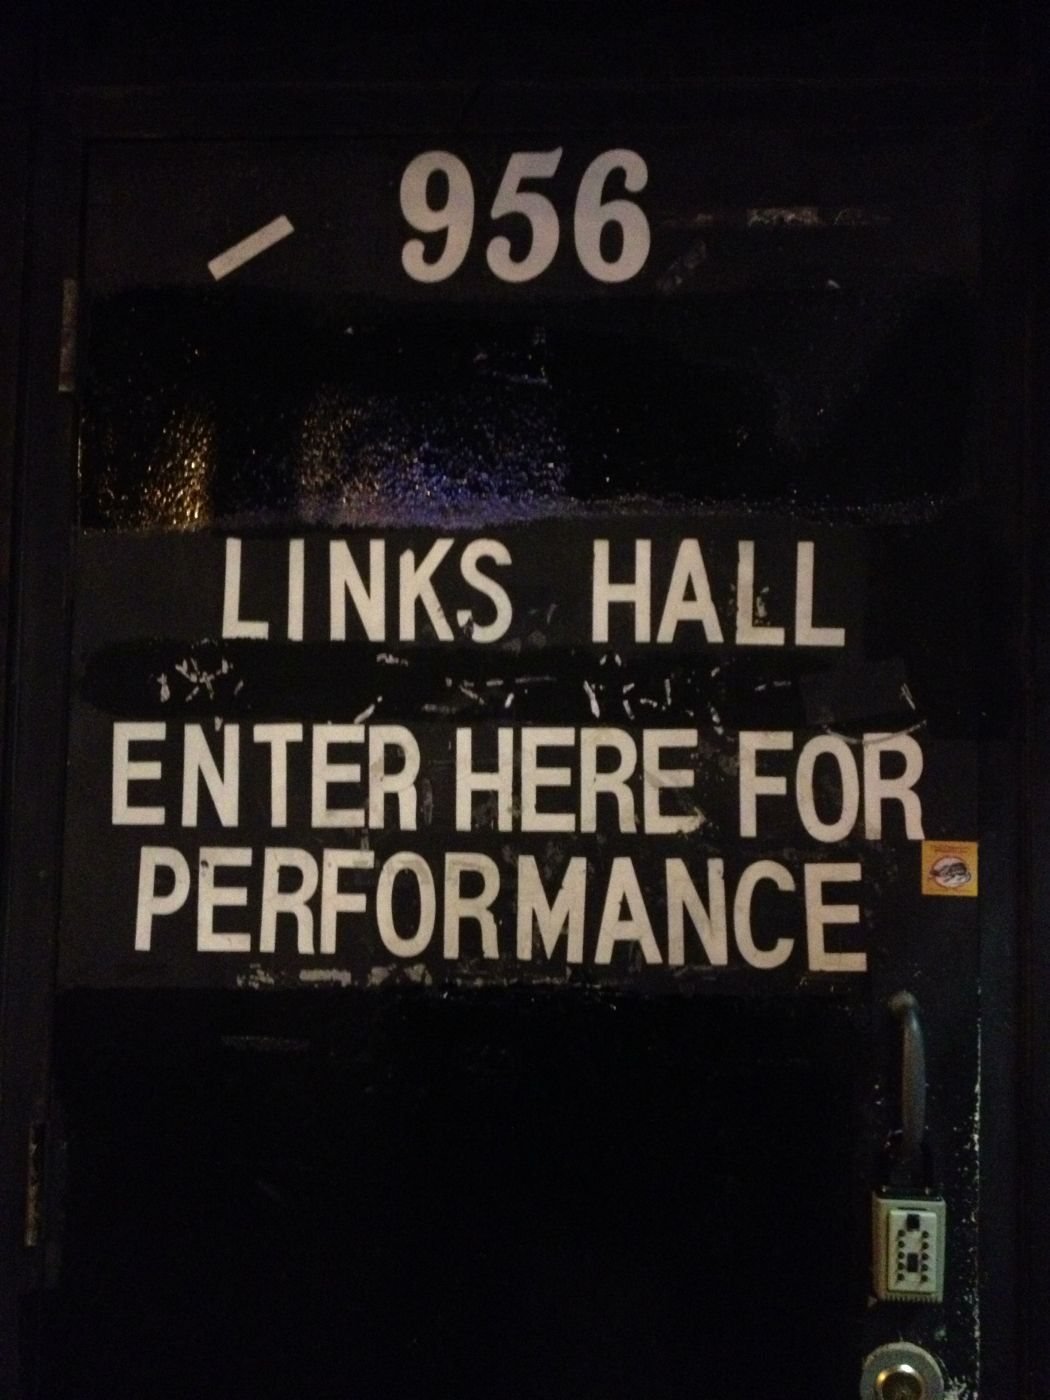 956
LINKS HALL
ENTER HERE FOR
PERFORMANCE